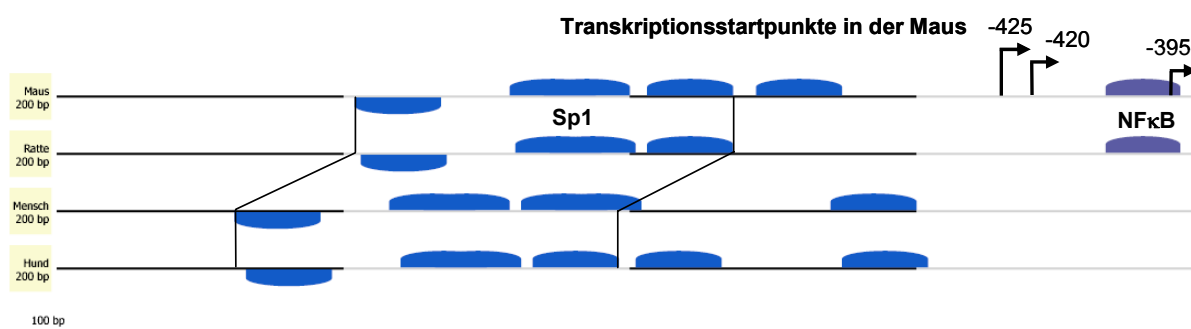 Transkriptionsstartpunkte in der Maus
-425
-420
-395
Maus
200 bp
Sp1
NFκB
Ratte
200 bp
Mensch
200 bp
Hund
200 bp
100 bp